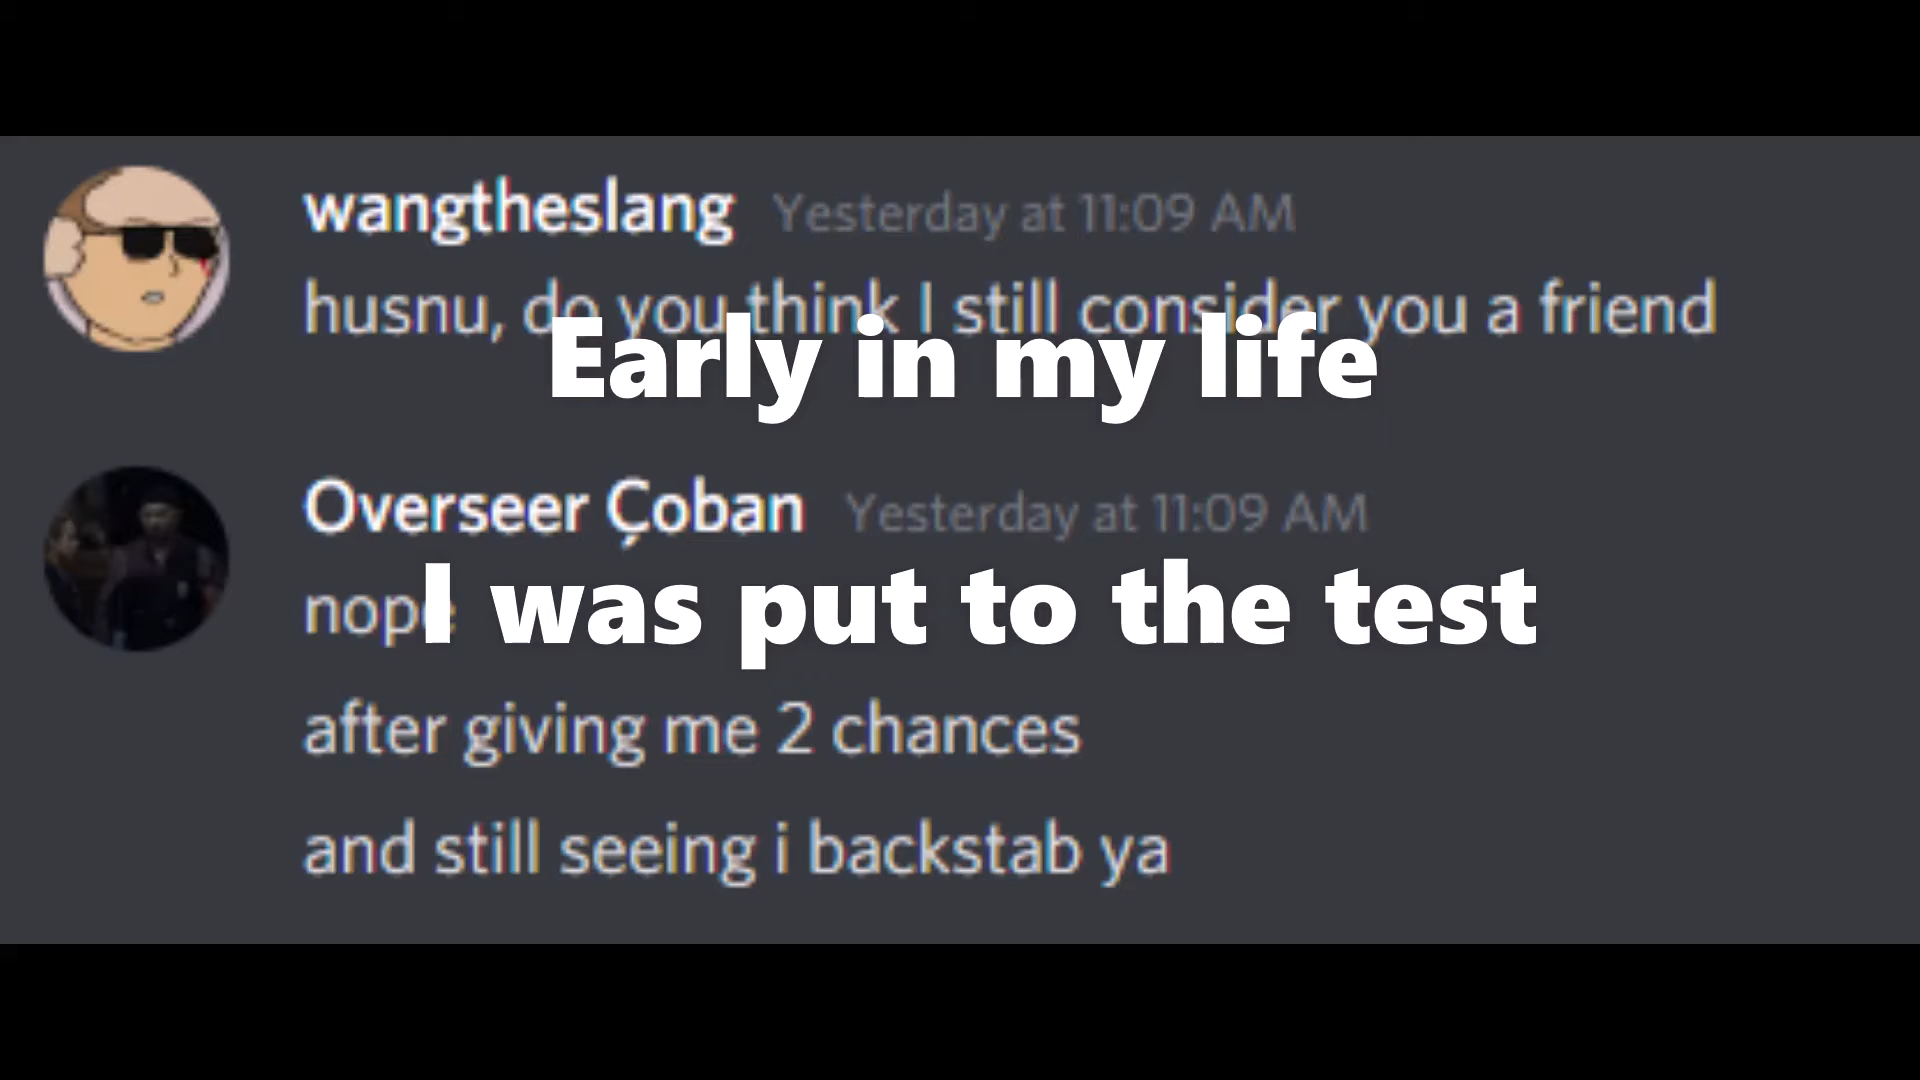 wangtheslang Yesterday at 11:09 AM
husnu, do you think I still consider you a friend
Early in my life
Overseer Çoban Yesterday at 11:09 AM
nope
I was put to the test
after giving me 2 chances
and still seeing i backstab ya